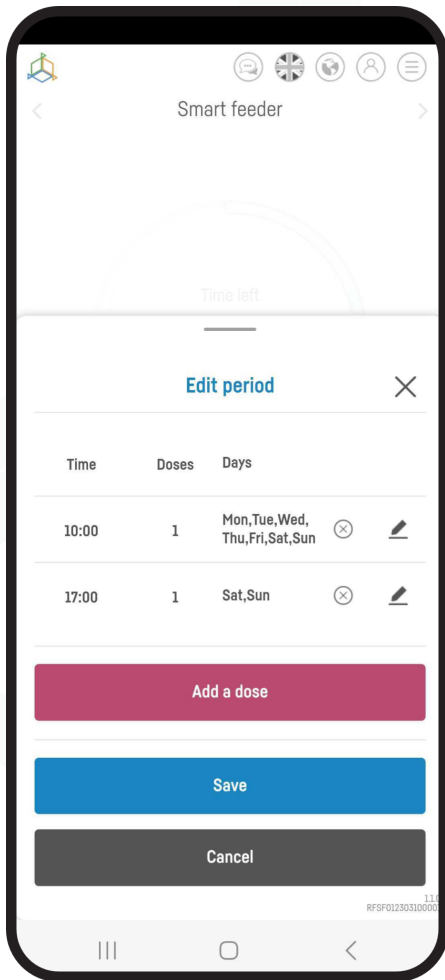 Smart feeder
Time left
Edit period
Time Doses Days
10:00 1 Mon,Tue,Wed,
Thu,Fri,Sat,Sun
17:00 1 Sat,Sun
Add a dose
Save
Cancel